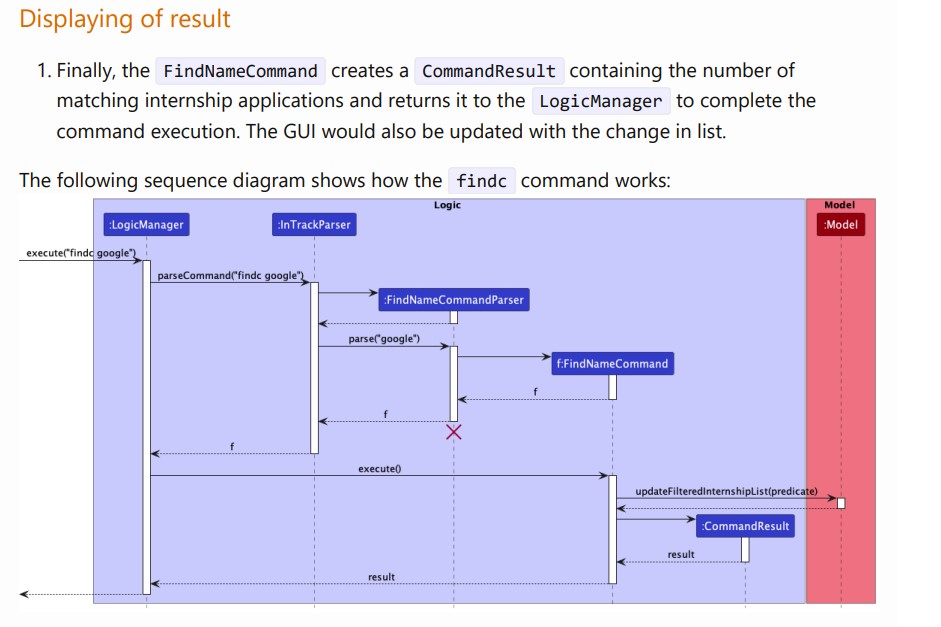 Displaying of result
1. Finally, the FindNameCommand creates a CommandResult containing the number of
matching internship applications and returns it to the LogicManager to complete the
command execution. The GUI would also be updated with the change in list.
The following sequence diagram shows how the findc command works:
Logic
Model
:LogicManager
:InTrackParser
:Model
execute("findc google")
parseCommand("findc google")
:FindNameCommandParser
parse("google")
f:FindNameCommand
f
f
f
execute()
updateFilteredInternshipList(predicate)
:CommandResult
result
result